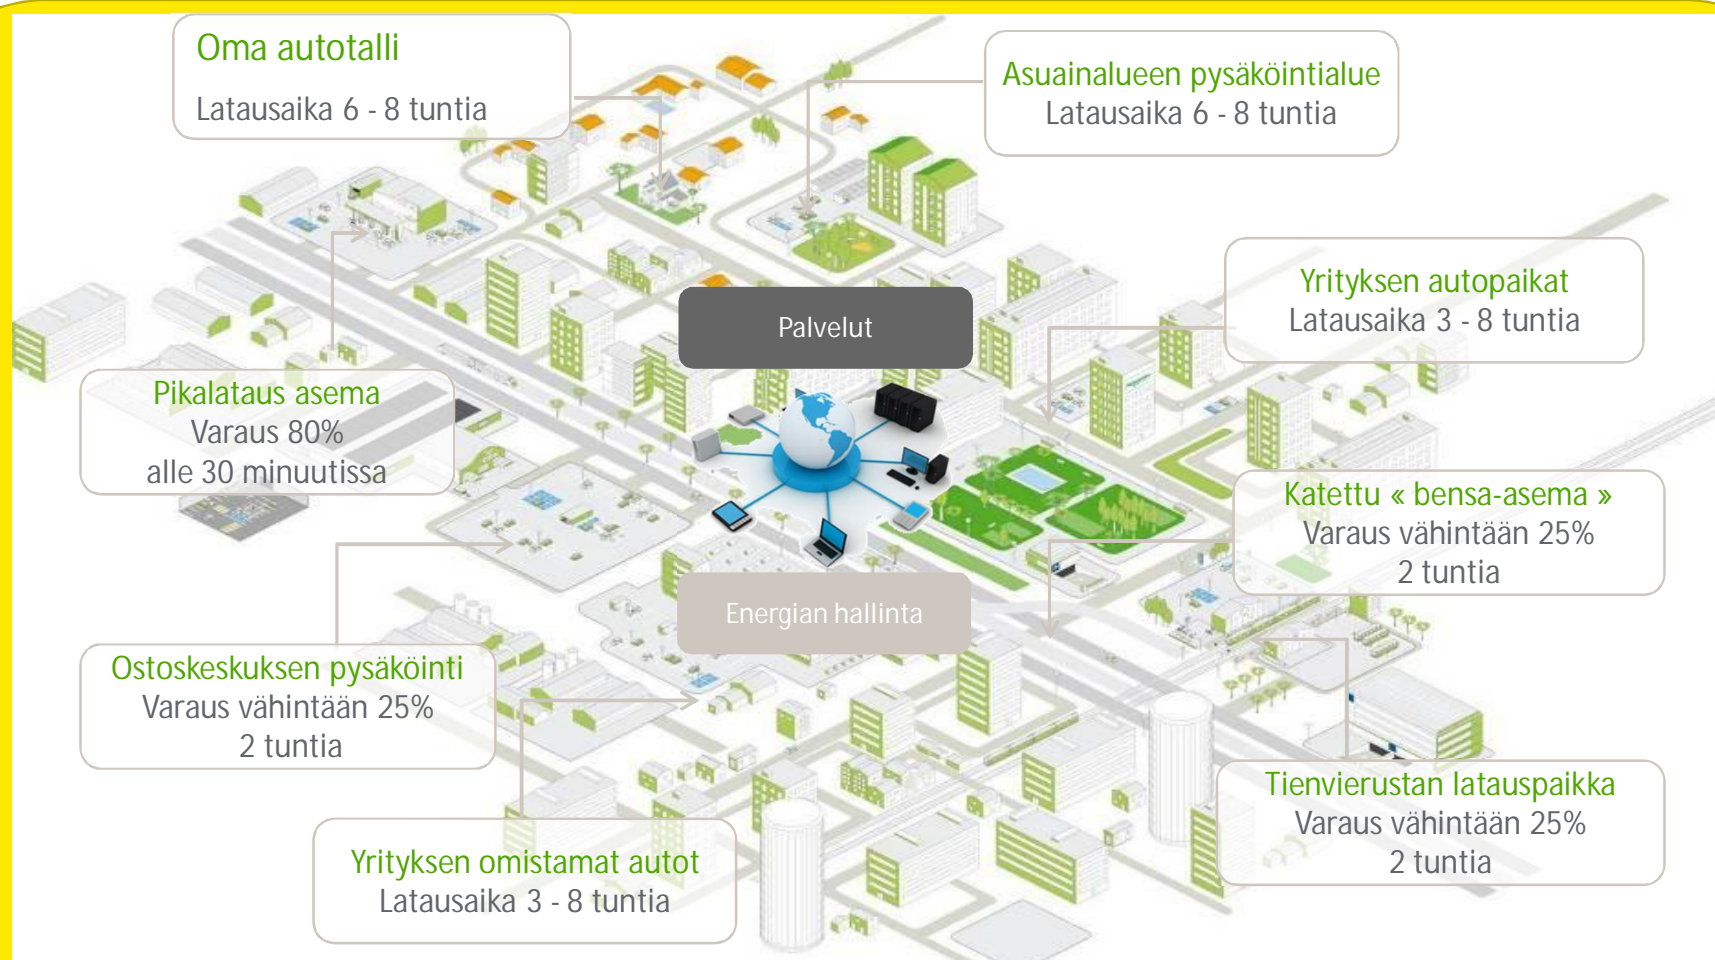 Oma autotalli
Latausaika 6 - 8 tuntia
Asuainalueen pysäköintialue
Latausaika 6 - 8 tuntia
Yrityksen autopaikat
Latausaika 3 - 8 tuntia
Palvelut
Pikalataus asema
Varaus 80%
alle 30 minuutissa
Katettu « bensa-asema »
Varaus vähintään 25%
2 tuntia
Energian hallinta
Ostoskeskuksen pysäköinti
Varaus vähintään 25%
2 tuntia
Tienvierustan latauspaikka
Varaus vähintään 25%
2 tuntia
Yrityksen omistamat autot
Latausaika 3 - 8 tuntia